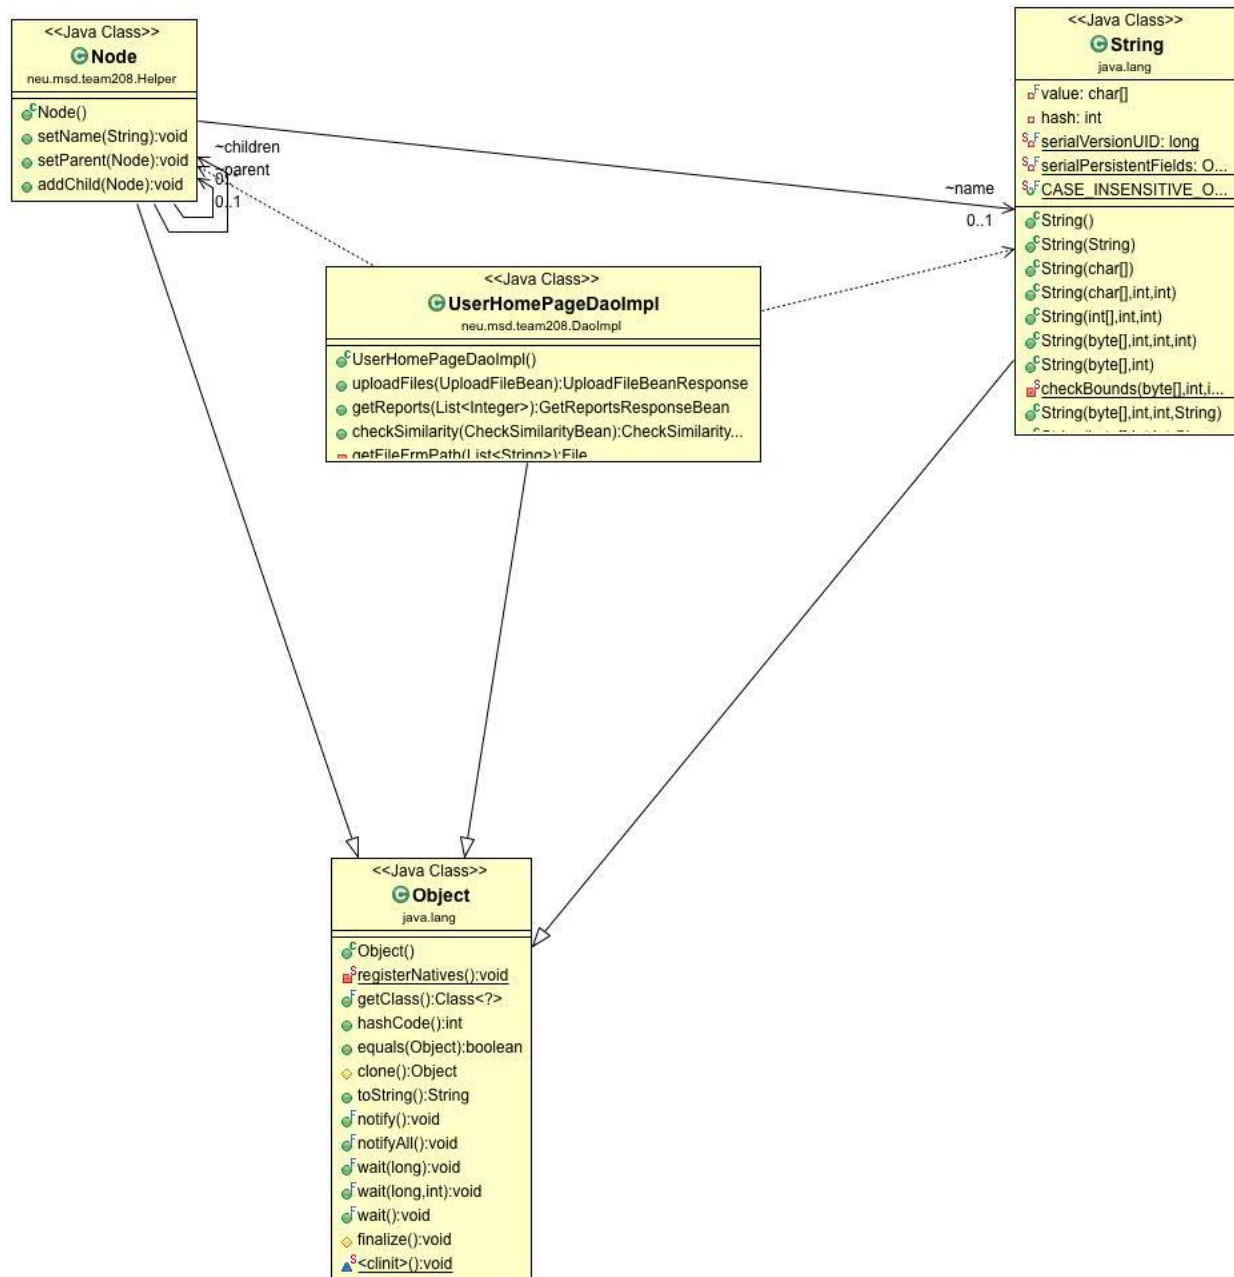 <<Java Class>>
Node
neu.msd.team208.Helper
Node()
setName(String):void
setParent(Node):void
addChild(Node):void
~children
~parent
0..1
~name
0..1
<<Java Class>>
String
java.lang
value: char[]
hash: int
serialVersionUID: long
serialPersistentFields: O...
CASE_INSENSITIVE_O...
String()
String(String)
String(char[])
String(char[],int,int)
String(int[],int,int)
String(byte[],int,int,int)
String(byte[],int)
checkBounds(byte[],int,i...
String(byte[],int,int,String)
<<Java Class>>
UserHomePageDaoImpl
neu.msd.team208.DaoImpl
UserHomePageDaoImpl()
uploadFiles(UploadFileBean):UploadFileBeanResponse
getReports(List<Integer>):GetReportsResponseBean
checkSimilarity(CheckSimilarityBean):CheckSimilarity...
getFileFrmPath(List<String>):File
<<Java Class>>
Object
java.lang
Object()
registerNatives():void
getClass():Class<?>
hashCode():int
equals(Object):boolean
clone():Object
toString():String
notify():void
notifyAll():void
wait(long):void
wait(long,int):void
wait():void
finalize():void
<clinit>():void